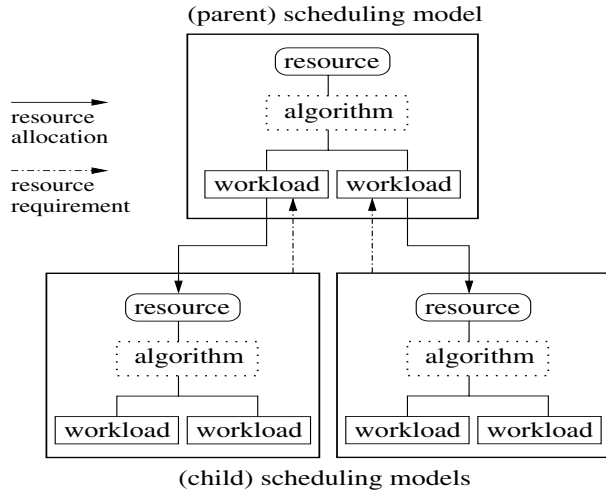 (parent) scheduling model
resource
algorithm
workload workload
resource
allocation
resource
requirement
resource
algorithm
workload workload
resource
algorithm
workload workload
(child) scheduling models